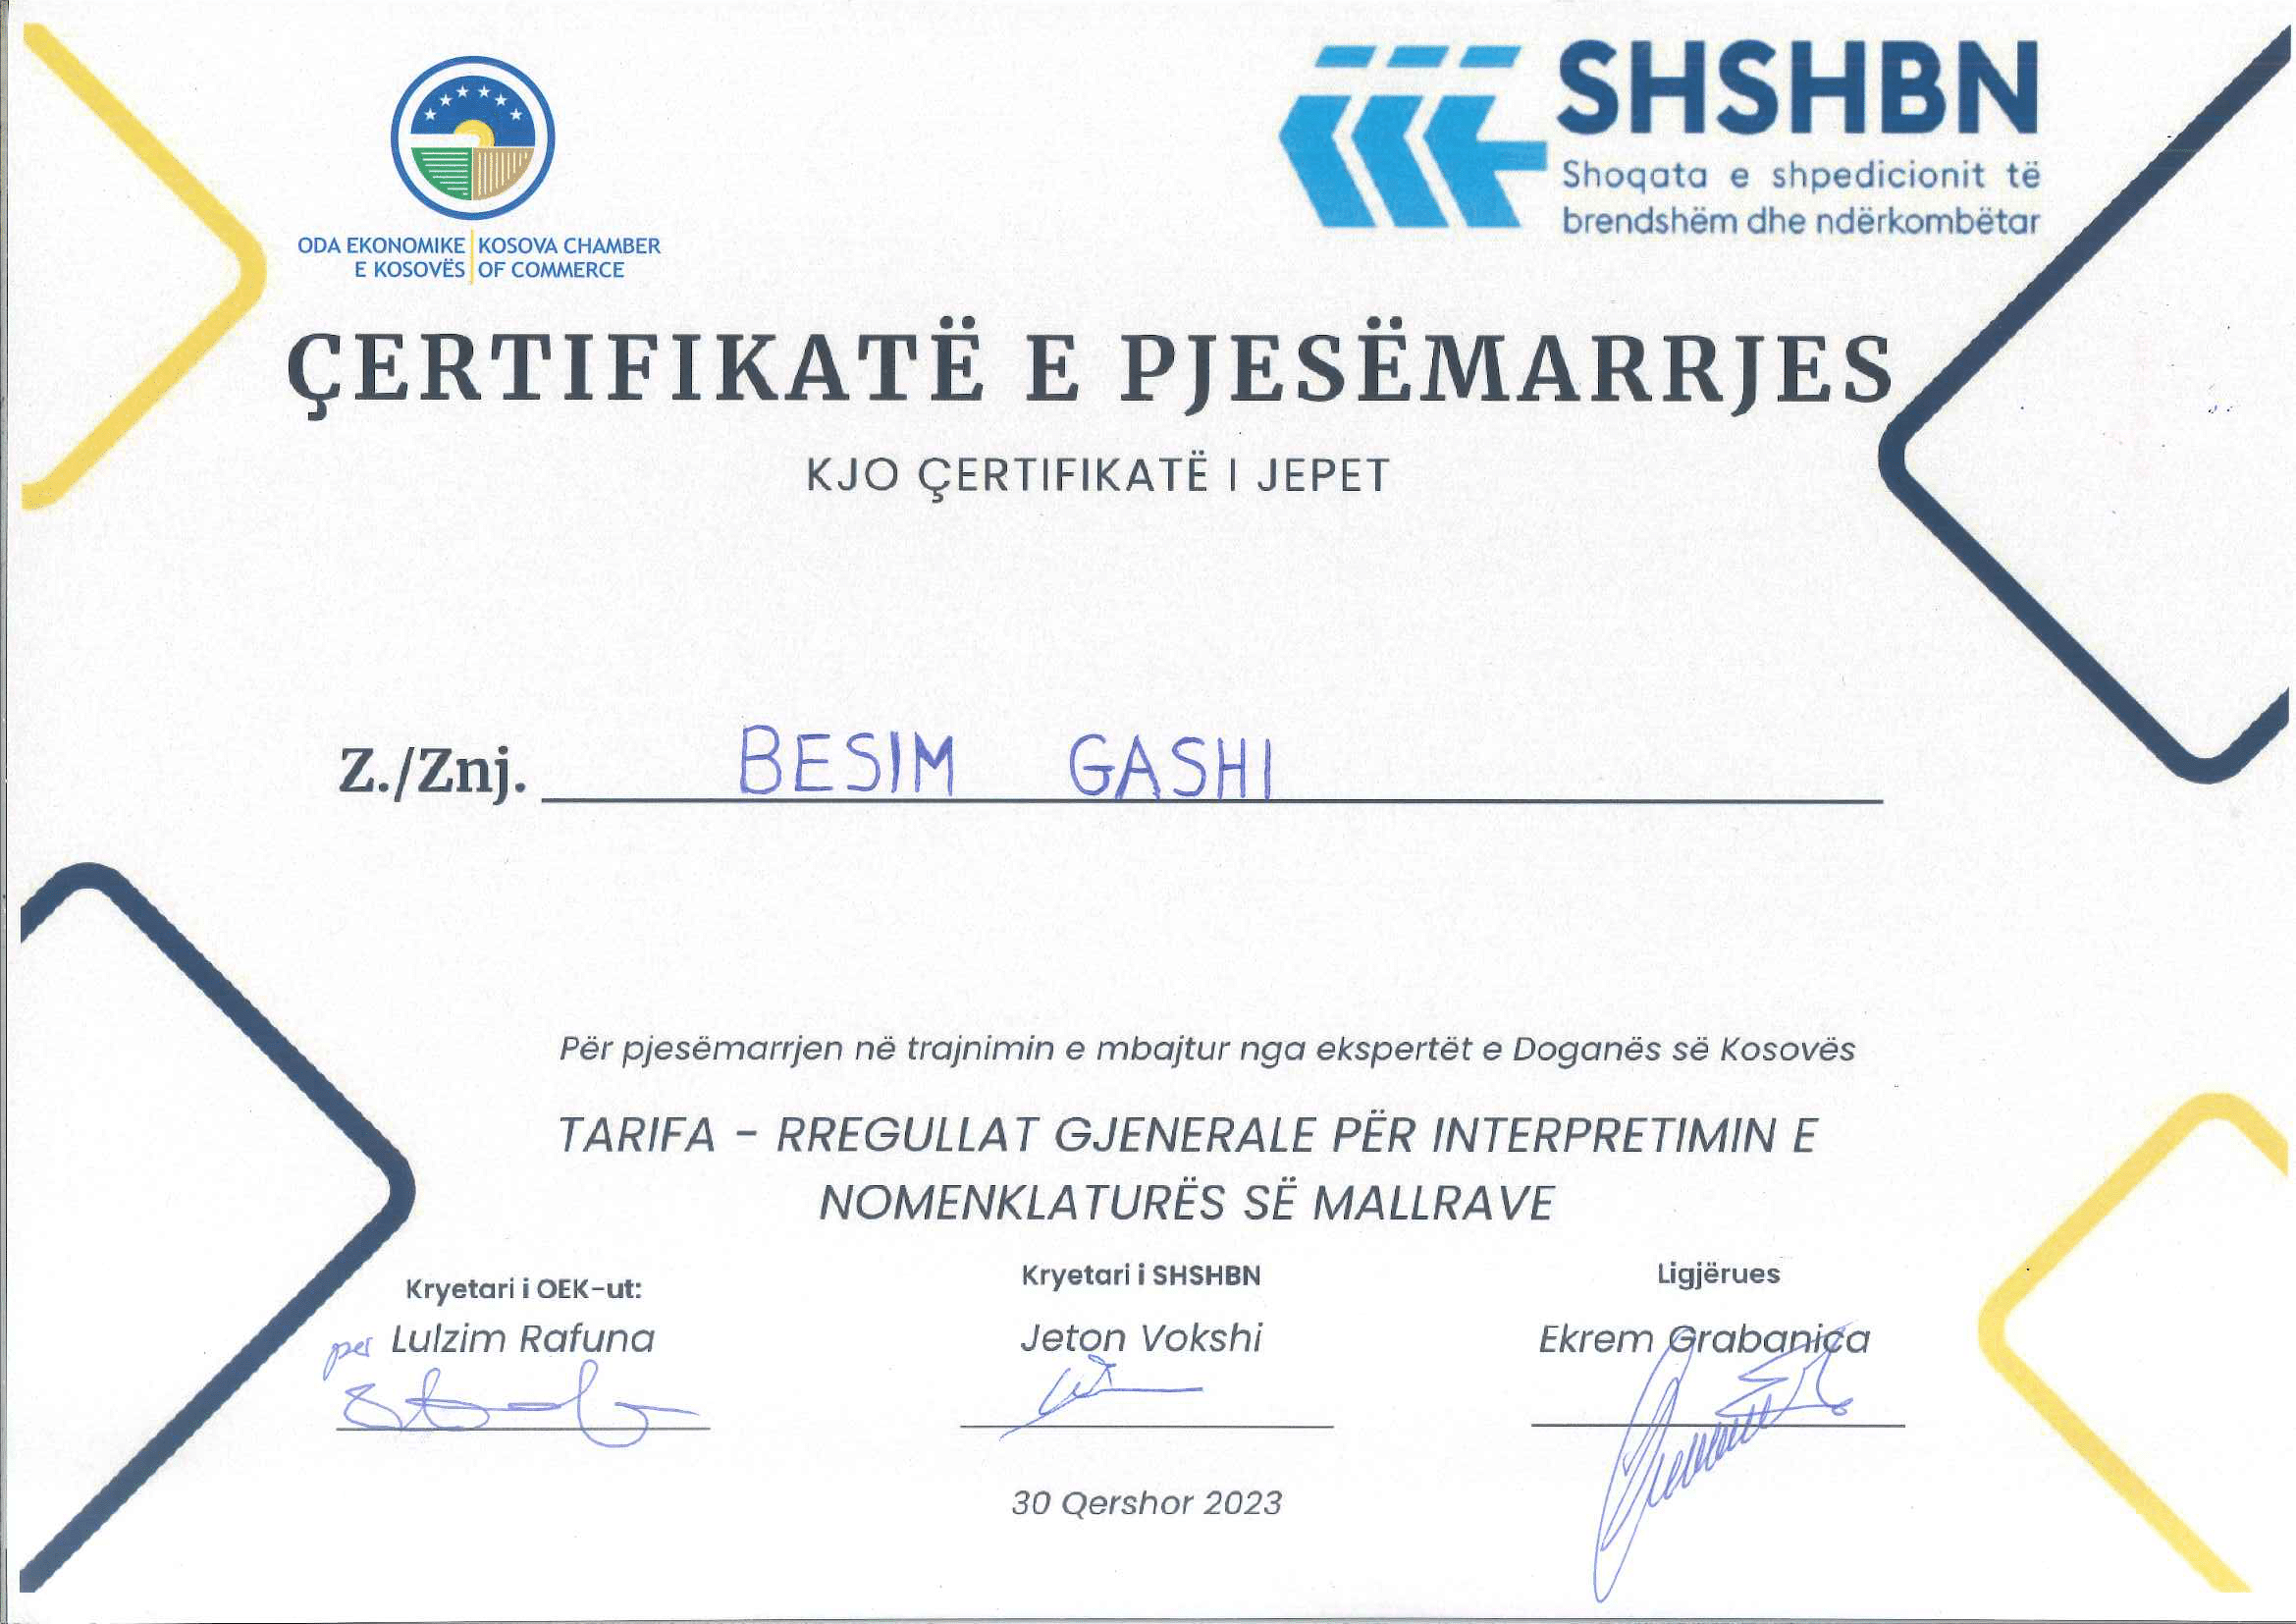 ODA EKONOMIKE E KOSOVËS
KOSOVA CHAMBER OF COMMERCE
SHSHBN
Shoqata e shpedicionit të
brendshëm dhe ndërkombëtar
ÇERTIFIKATË E PJESËMARRJES
KJO ÇERTIFIKATË I JEPET
Z./Znj. BESIM GASHI
Për pjesëmarrjen në trajnimin e mbajtur nga ekspertët e Doganës së Kosovës
TARIFA - RREGULLAT GJENERALE PËR INTERPRETIMIN E
NOMENKLATURËS SË MALLRAVE
Kryetari i OEK-ut:
per Lulzim Rafuna
Kryetari i SHSHBN
Jeton Vokshi
Ligjërues
Ekrem Grabanica
30 Qershor 2023